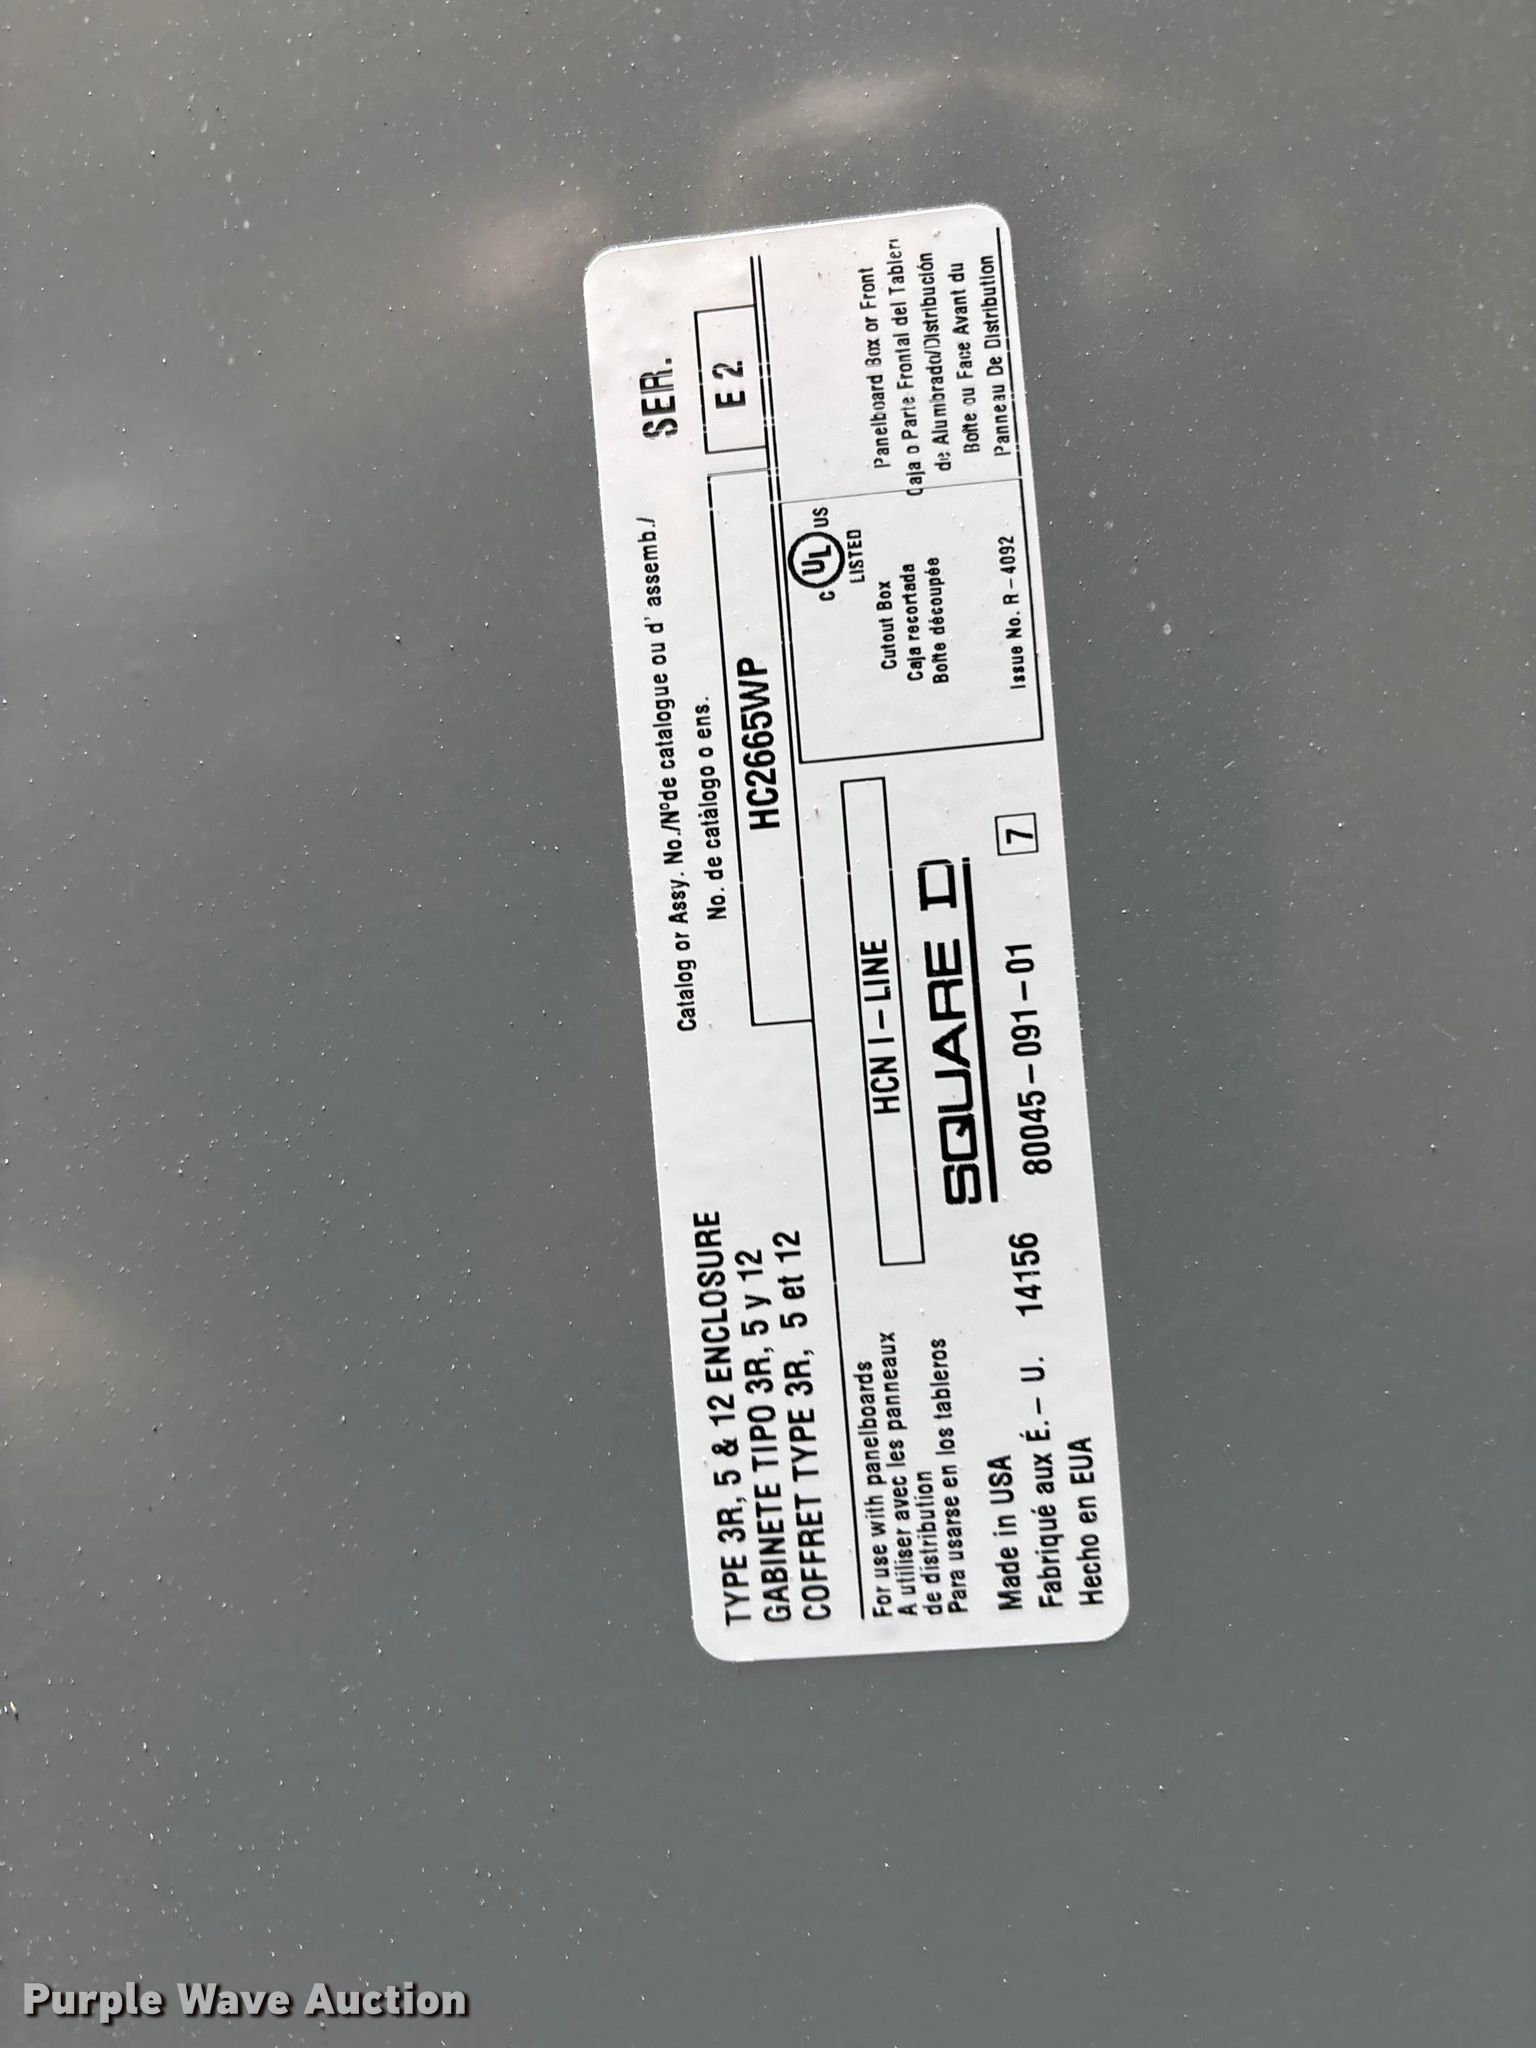 TYPE 3R, 5 & 12 ENCLOSURE
GABINETE TIPO 3R, 5 y 12
COFFRET TYPE 3R, 5 et 12
Catalog or Assy. No./Nºde catalogue ou d' assemb./
No. de catálogo o ens.
HC2665WP
SER.
E 2
For use with panelboards
A utiliser avec les panneaux
de distribution
Para usarse en los tableros
HCN I-LINE
SQUARE D
Made in USA
Fabriqué aux É.-U.
Hecho en EUA
14156
80045-091-01
7
C UL US
LISTED
Cutout Box
Caja recortada
Boîte découpée
Issue No. R-4092
Panelboard Box or Front
Caja o Parte Frontal del Tablero
de Alumbrado/Distribución
Boîte ou Face Avant du
Panneau De Distribution
Purple Wave Auction